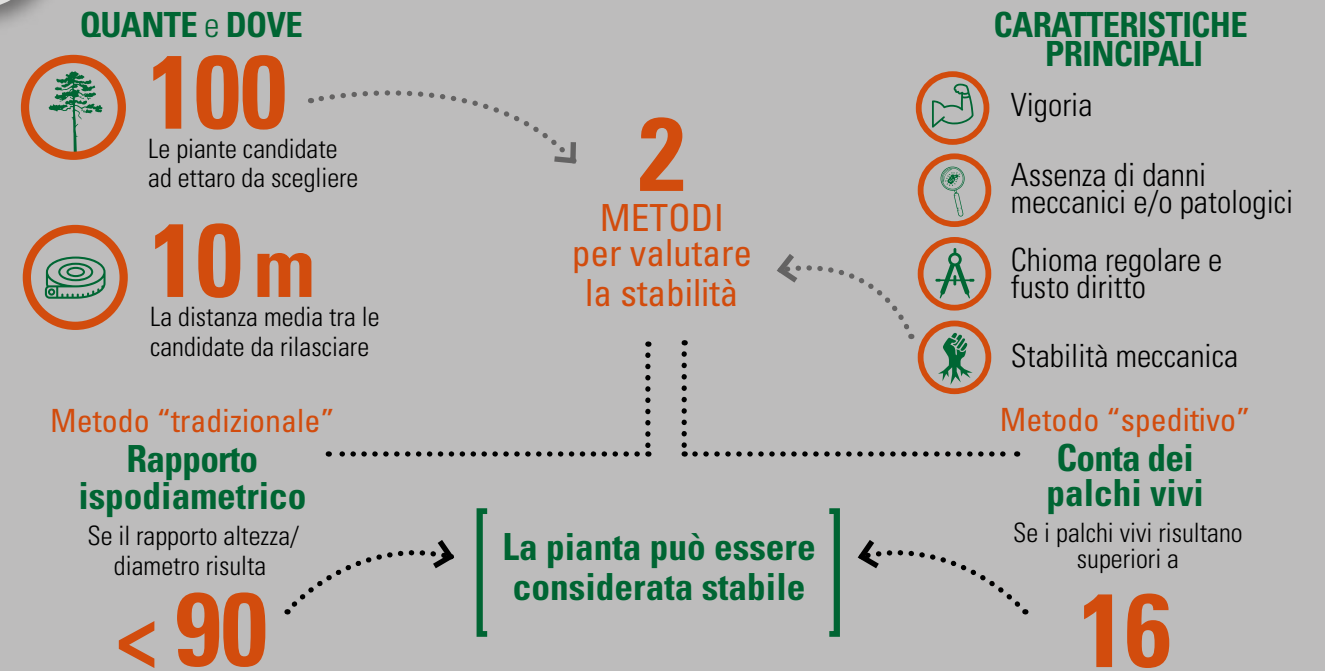 QUANTE e DOVE
100
Le piante candidate
ad ettaro da scegliere
10 m
La distanza media tra le
candidate da rilasciare
2
METODI
per valutare
la stabilità
CARATTERISTICHE
PRINCIPALI
Vigoria
Assenza di danni
meccanici e/o patologici
Chioma regolare e
fusto diritto
Stabilità meccanica
Metodo “tradizionale”
Rapporto
ispodiametrico
Se il rapporto altezza/
diametro risulta
< 90
La pianta può essere
considerata stabile
Metodo “speditivo”
Conta dei
palchi vivi
Se i palchi vivi risultano
superiori a
16